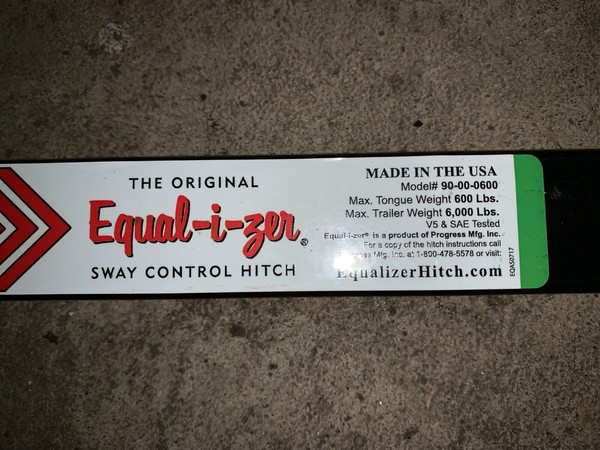 THE ORIGINAL
Equal-i-zer®
SWAY CONTROL HITCH
MADE IN THE USA
Model# 90-00-0600
Max. Tongue Weight 600 Lbs.
Max. Trailer Weight 6,000 Lbs.
V5 & SAE Tested
Equal-i-zer® is a product of Progress Mfg. Inc.
For a copy of the hitch instructions call
Mfg. Inc. at 1-800-478-5578 or visit:
EqualizerHitch.com
EQAS0717